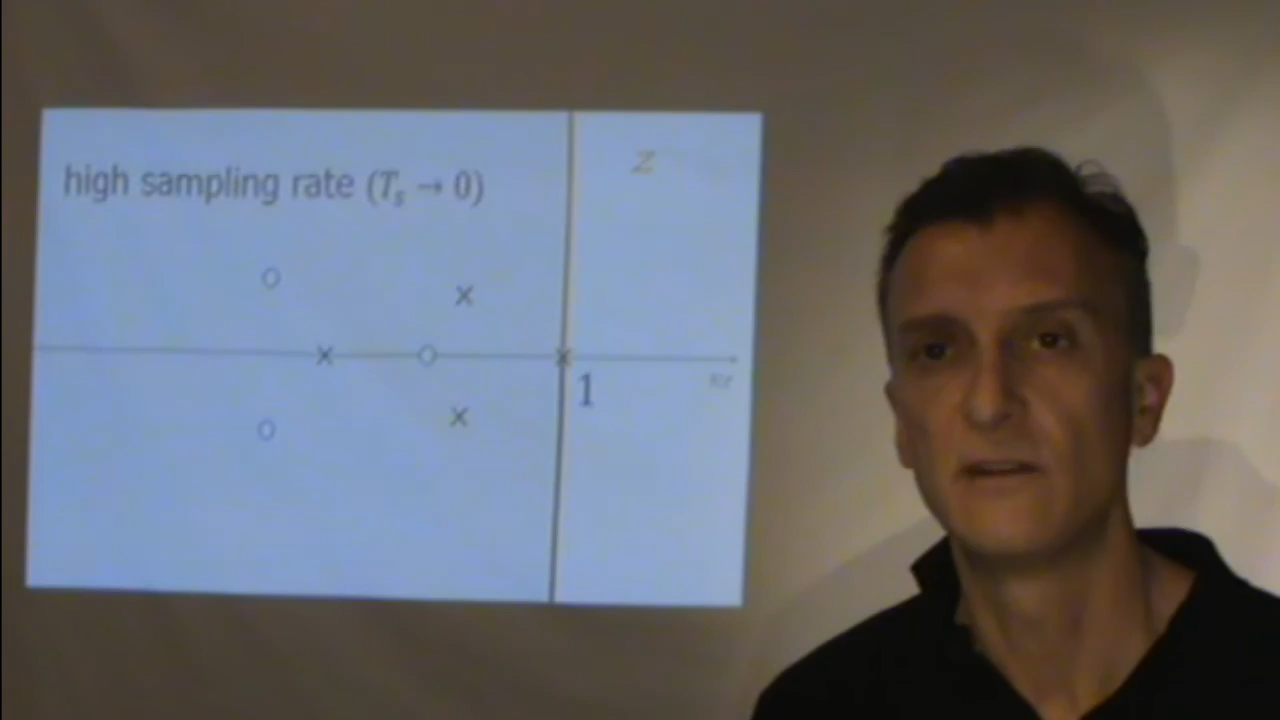 high sampling rate (Tₛ → 0)
z
1